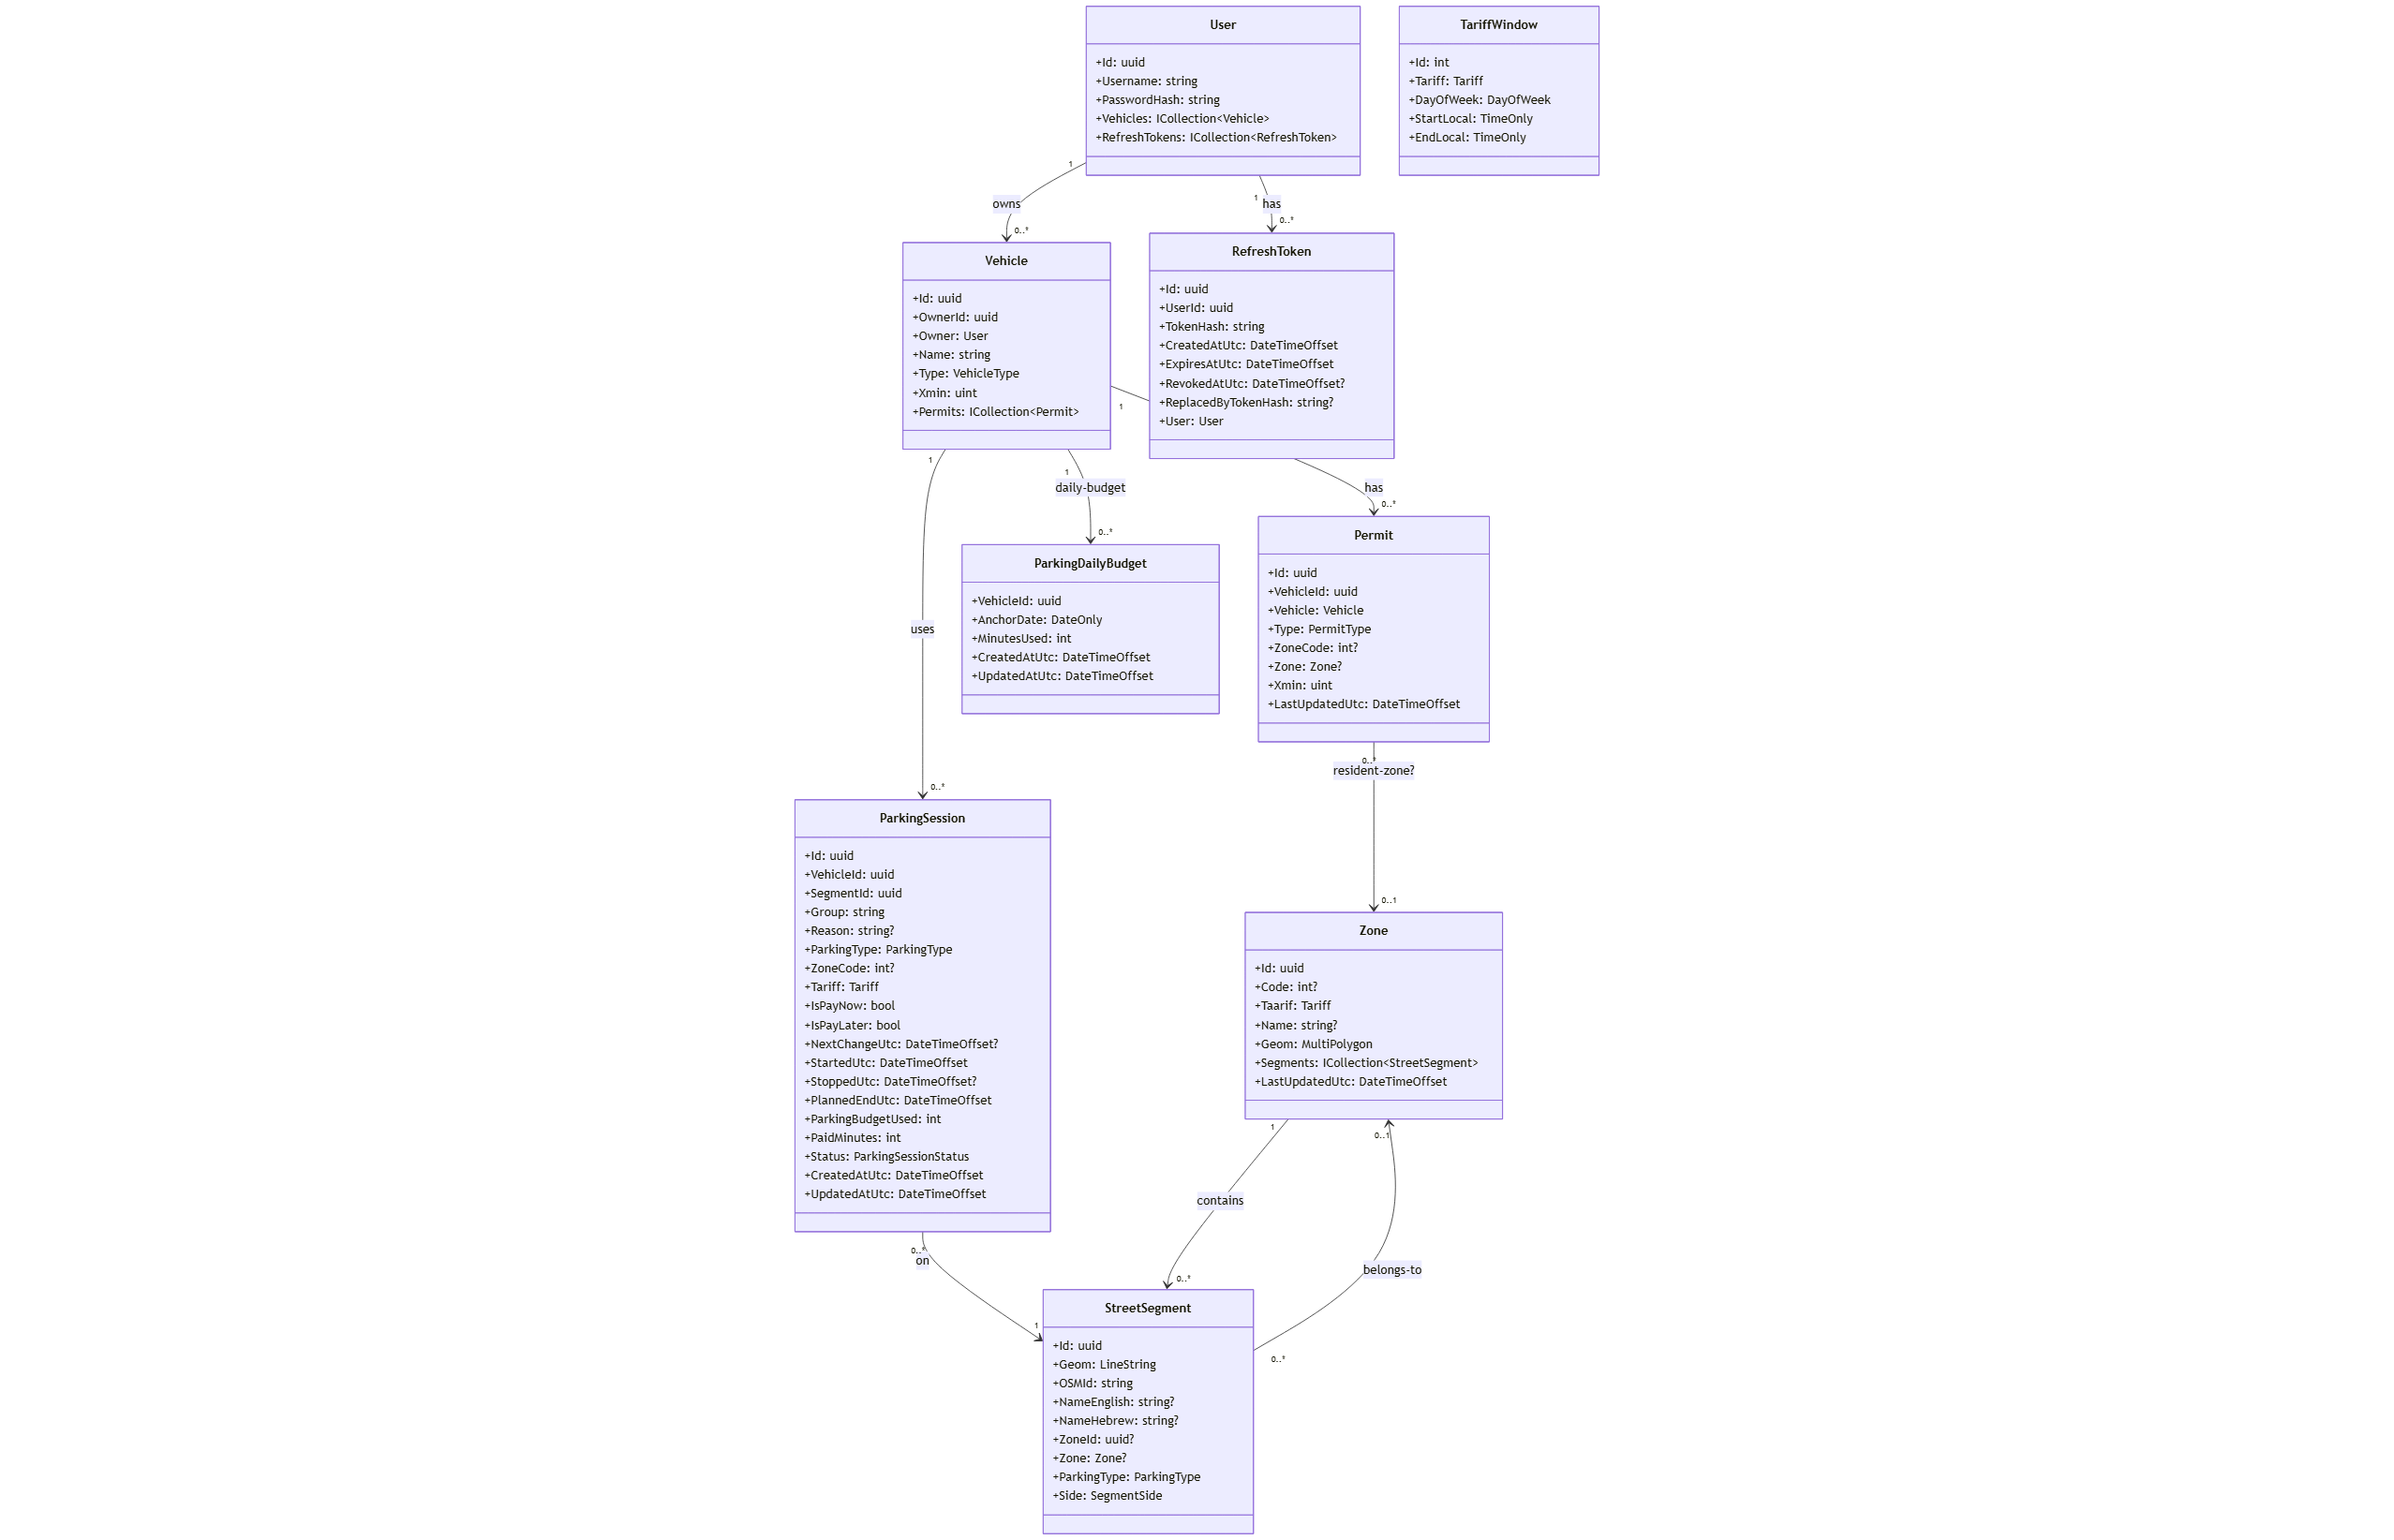 User
+Id: uuid
+Username: string
+PasswordHash: string
+Vehicles: ICollection<Vehicle>
+RefreshTokens: ICollection<RefreshToken>
TariffWindow
+Id: int
+Tariff: Tariff
+DayOfWeek: DayOfWeek
+StartLocal: TimeOnly
+EndLocal: TimeOnly
1
owns
0..*
1
has
0..*
Vehicle
+Id: uuid
+OwnerId: uuid
+Owner: User
+Name: string
+Type: VehicleType
+Xmin: uint
+Permits: ICollection<Permit>
RefreshToken
+Id: uuid
+UserId: uuid
+TokenHash: string
+CreatedAtUtc: DateTimeOffset
+ExpiresAtUtc: DateTimeOffset
+RevokedAtUtc: DateTimeOffset?
+ReplacedByTokenHash: string?
+User: User
1
1
uses
0..*
1
daily-budget
0..*
has
0..*
ParkingDailyBudget
+VehicleId: uuid
+AnchorDate: DateOnly
+MinutesUsed: int
+CreatedAtUtc: DateTimeOffset
+UpdatedAtUtc: DateTimeOffset
Permit
+Id: uuid
+VehicleId: uuid
+Vehicle: Vehicle
+Type: PermitType
+ZoneCode: int?
+Zone: Zone?
+Xmin: uint
+LastUpdatedUtc: DateTimeOffset
0..*
resident-zone?
0..1
ParkingSession
+Id: uuid
+VehicleId: uuid
+SegmentId: uuid
+Group: string
+Reason: string?
+ParkingType: ParkingType
+ZoneCode: int?
+Tariff: Tariff
+IsPayNow: bool
+IsPayLater: bool
+NextChangeUtc: DateTimeOffset?
+StartedUtc: DateTimeOffset
+StoppedUtc: DateTimeOffset?
+PlannedEndUtc: DateTimeOffset
+ParkingBudgetUsed: int
+PaidMinutes: int
+Status: ParkingSessionStatus
+CreatedAtUtc: DateTimeOffset
+UpdatedAtUtc: DateTimeOffset
Zone
+Id: uuid
+Code: int?
+Taarif: Tariff
+Name: string?
+Geom: MultiPolygon
+Segments: ICollection<StreetSegment>
+LastUpdatedUtc: DateTimeOffset
1
contains
0..*
0..1
belongs-to
0..*
0..*
on
1
StreetSegment
+Id: uuid
+Geom: LineString
+OSMId: string
+NameEnglish: string?
+NameHebrew: string?
+ZoneId: uuid?
+Zone: Zone?
+ParkingType: ParkingType
+Side: SegmentSide